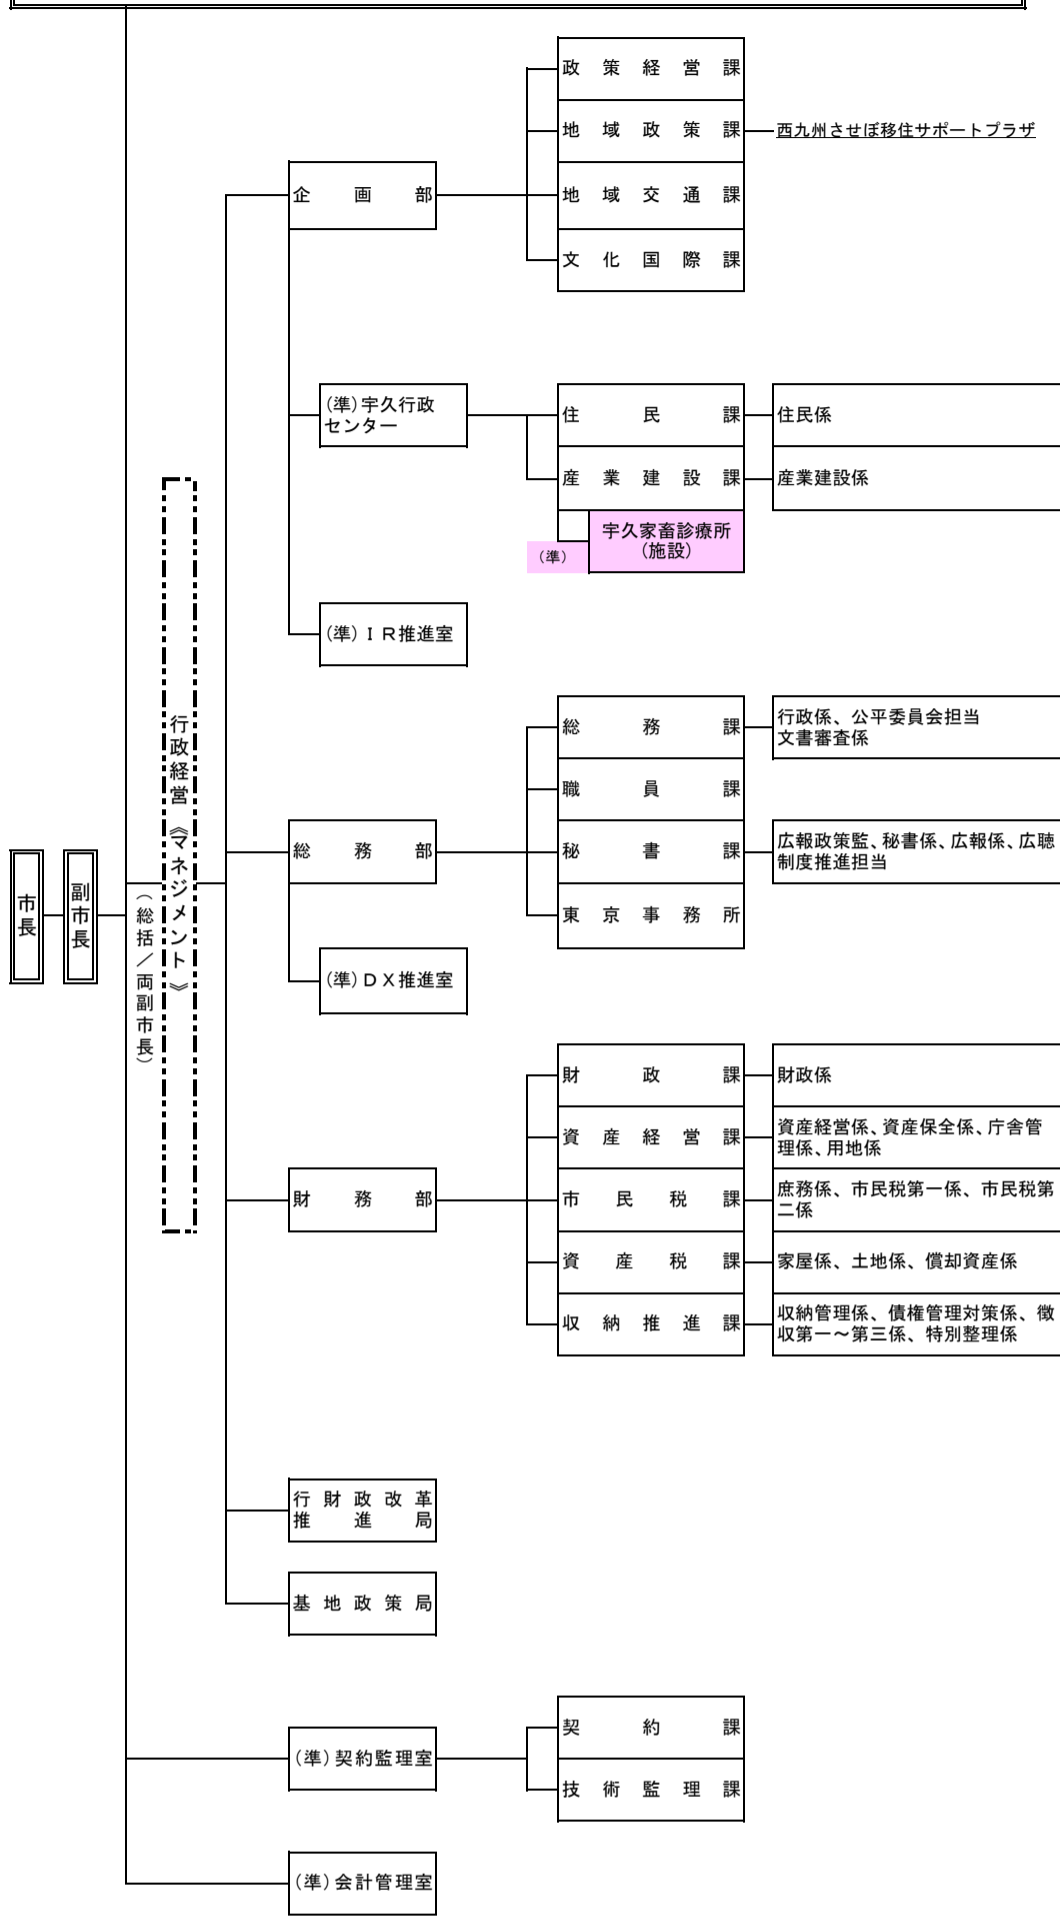 政策経営課
地域政策課
西九州させぼ移住サポートプラザ
企画部
地域交通課
文化国際課
(準)宇久行政
センター
住民課
住民係
産業建設課
産業建設係
宇久家畜診療所
(施設)
(準)
(準)ＩＲ推進室
総務課
行政係、公平委員会担当
文書審査係
職員課
総務部
秘書課
広報政策監、秘書係、広報係、広聴
制度推進担当
東京事務所
(準)ＤＸ推進室
市長
副市長
(総括／両副市長)
行政経営《マネジメント》
財政課
財政係
資産経営課
資産経営係、資産保全係、庁舎管
理係、用地係
財務部
市民税課
庶務係、市民税第一係、市民税第
二係
資産税課
家屋係、土地係、償却資産係
収納推進課
収納管理係、債権管理対策係、徴
収第一～第三係、特別整理係
行財政改革
推進局
基地政策局
(準)契約監理室
契約課
技術監理課
(準)会計管理室